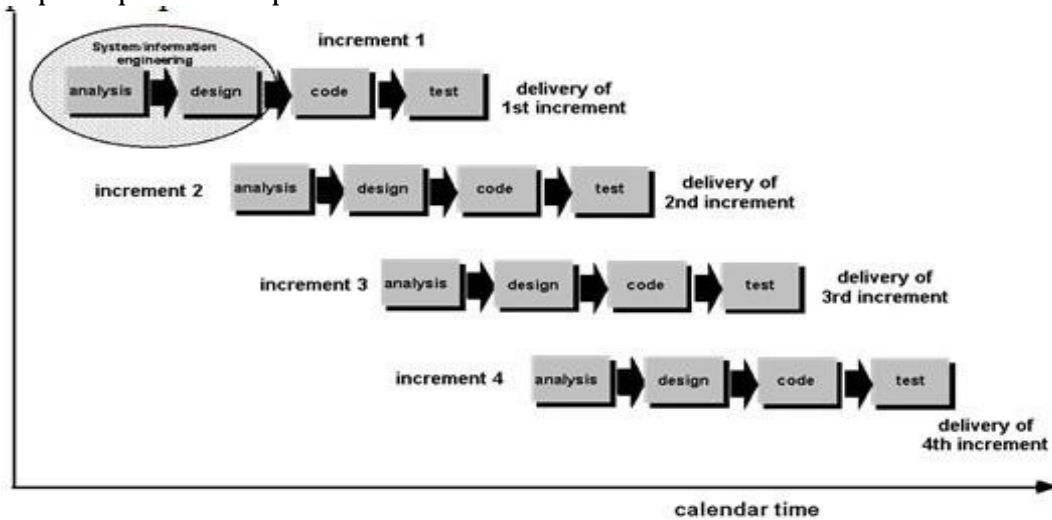 increment 1
System/information
engineering
analysis design code test
delivery of
1st increment
increment 2
analysis design code test
delivery of
2nd increment
increment 3
analysis design code test
delivery of
3rd increment
increment 4
analysis design code test
delivery of
4th increment
calendar time